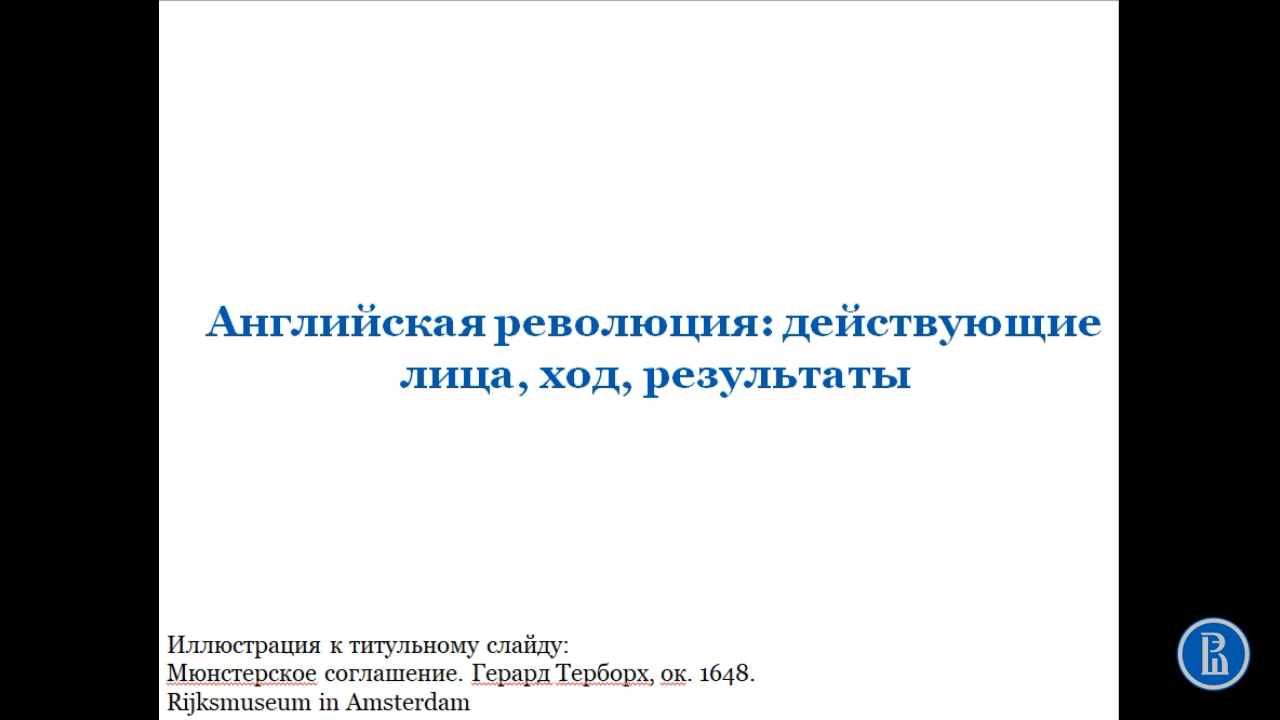 Английская революция: действующие
лица, ход, результаты
Иллюстрация к титульному слайду:
Мюнстерское соглашение. Герард Терборх, ок. 1648.
Rijksmuseum in Amsterdam